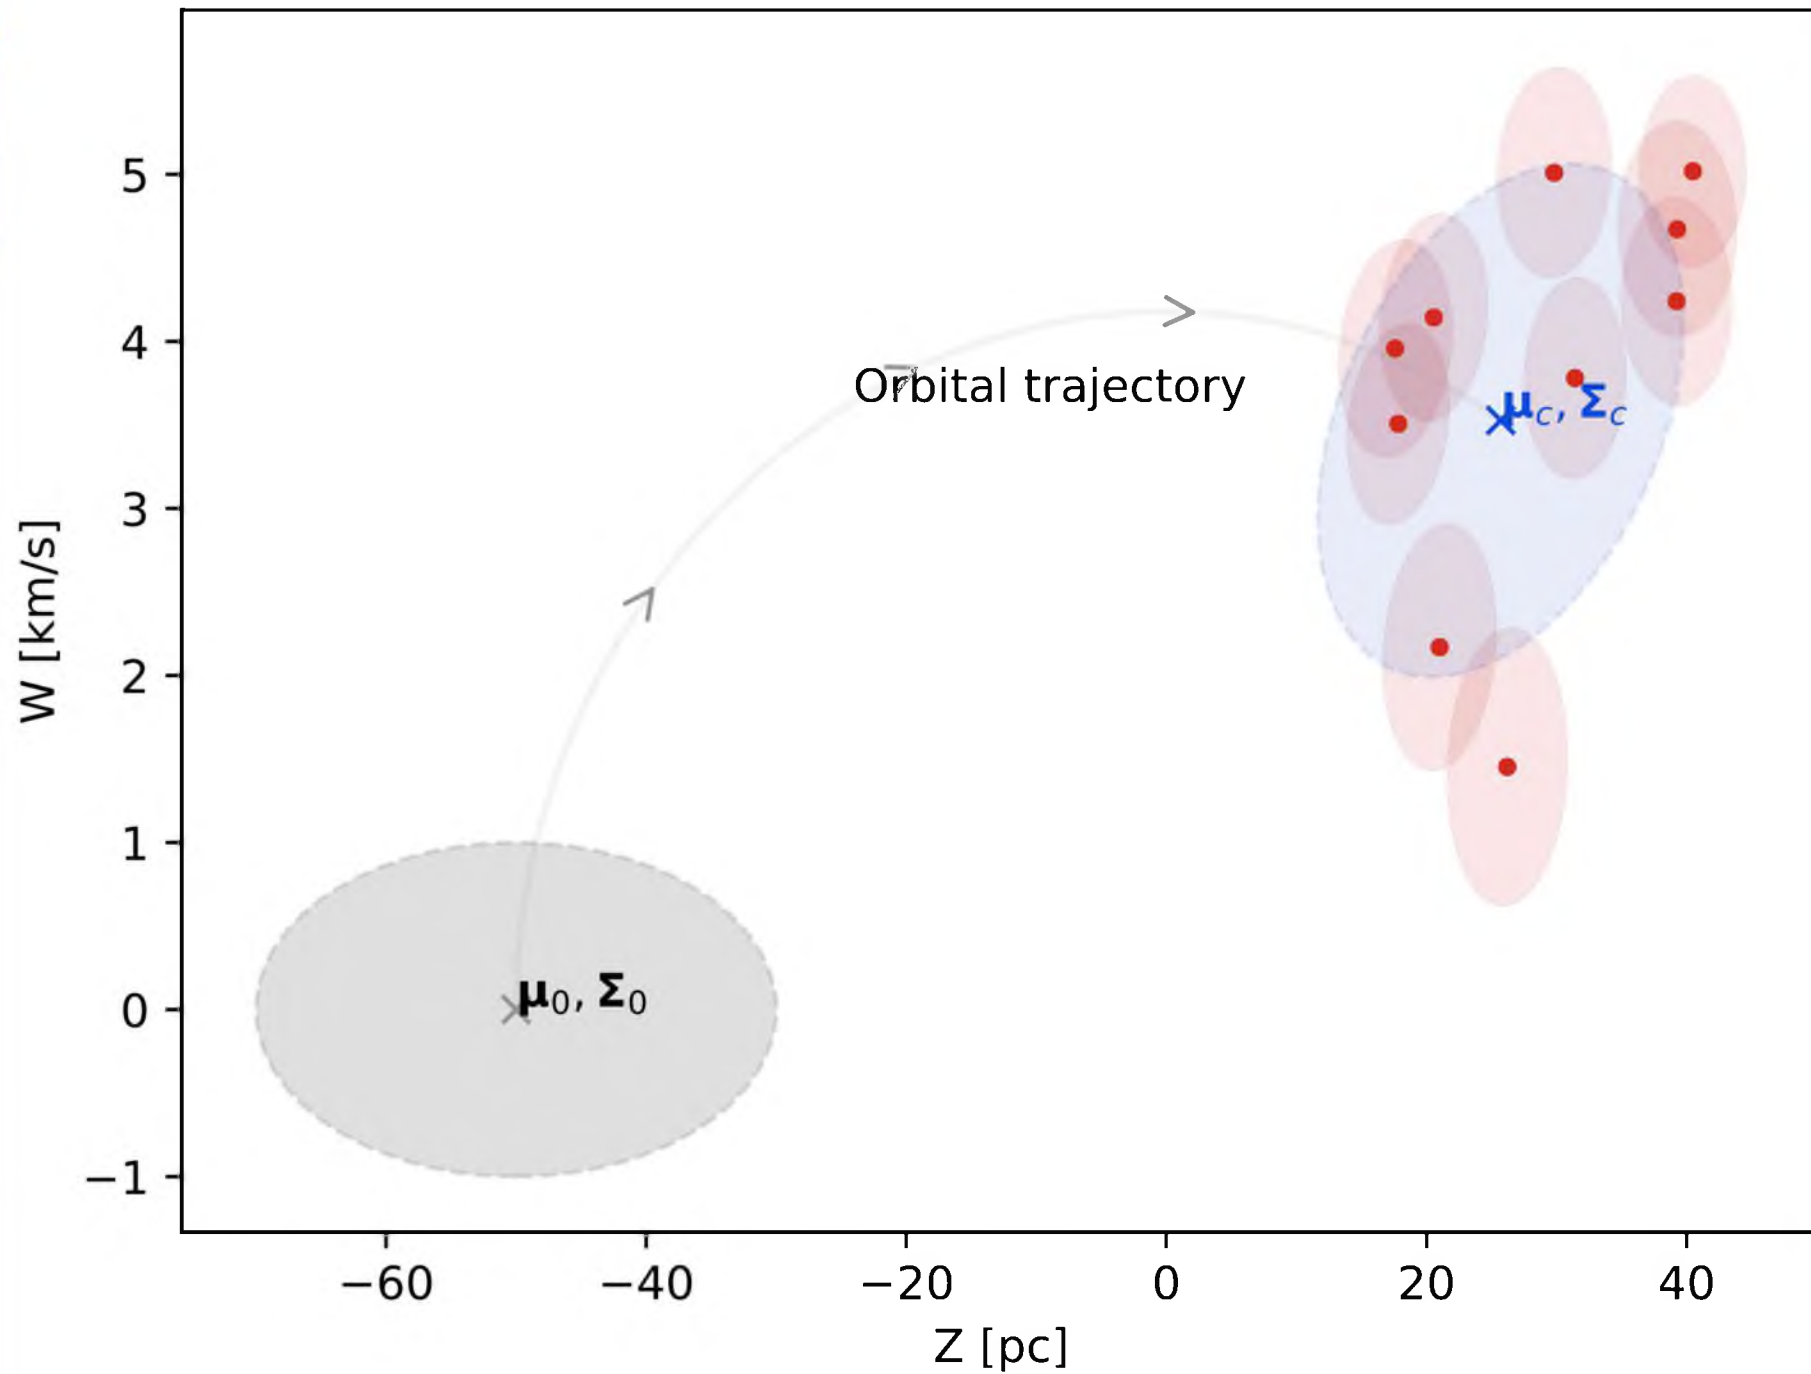 5
4
3
2
1
0
−1
W [km/s]
Orbital trajectory
μc, Σc
μ0, Σ0
−60 −40 −20 0 20 40
Z [pc]